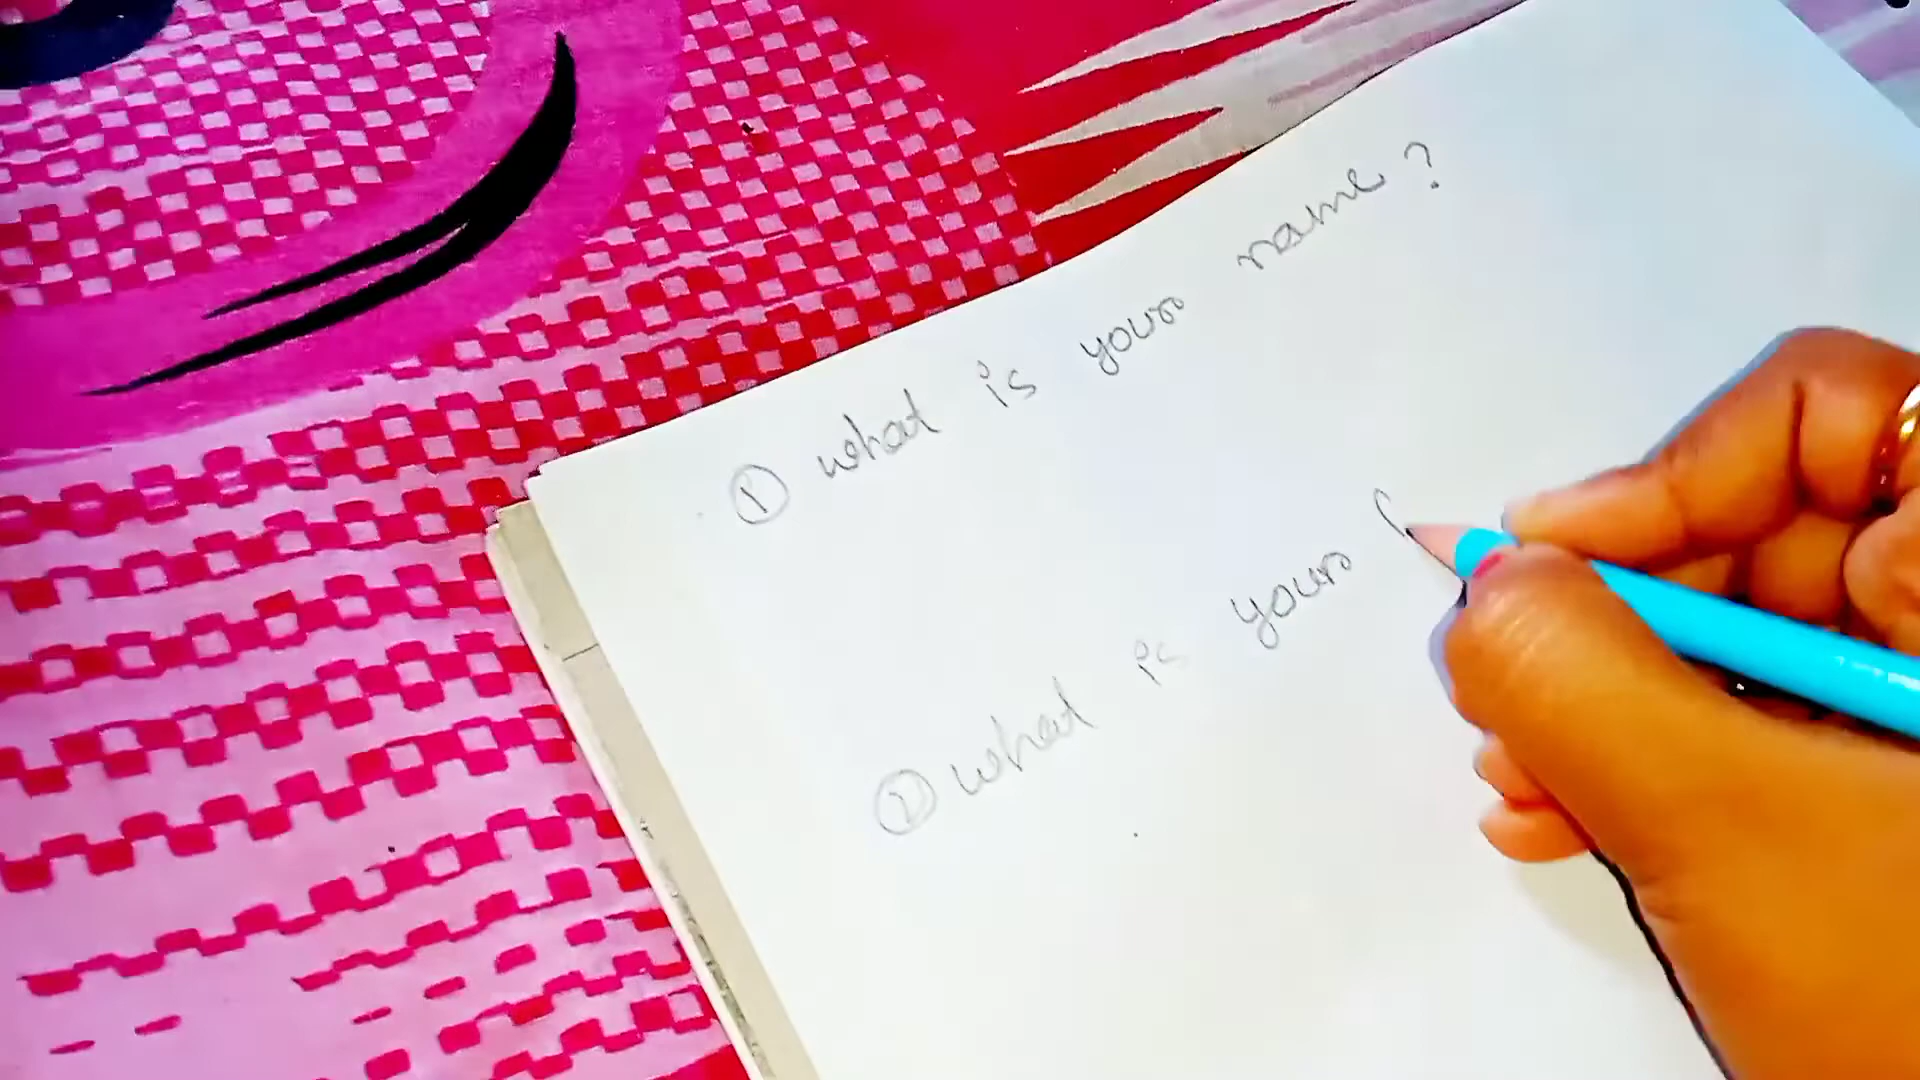 ① what is your name?
② what is your